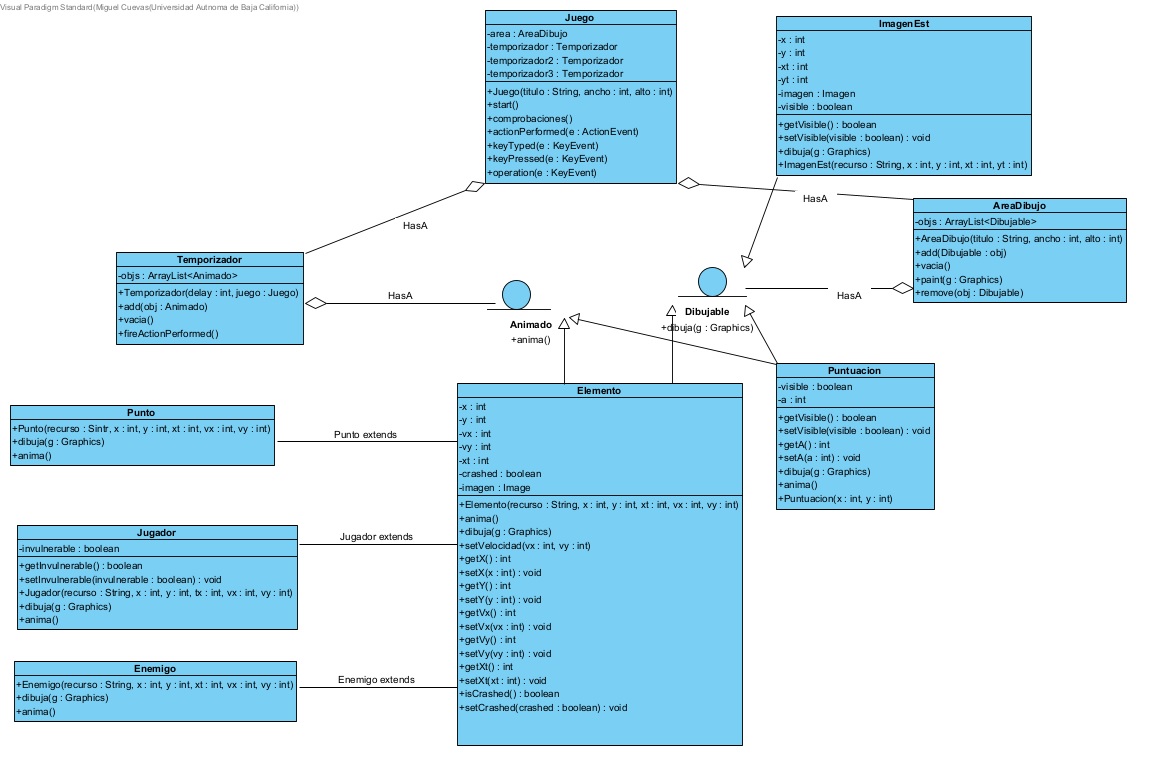 Visual Paradigm Standard(Miguel Cuevas(Universidad Autnoma de Baja California))
Juego
-area : AreaDibujo
-temporizador : Temporizador
-temporizador2 : Temporizador
-temporizador3 : Temporizador
+Juego(titulo : String, ancho : int, alto : int)
+start()
+comprobaciones()
+actionPerformed(e : ActionEvent)
+keyTyped(e : KeyEvent)
+keyPressed(e : KeyEvent)
+operation(e : KeyEvent)
ImagenEst
-x : int
-y : int
-xt : int
-yt : int
-imagen : Imagen
-visible : boolean
+getVisible() : boolean
+setVisible(visible : boolean) : void
+dibuja(g : Graphics)
+ImagenEst(recurso : String, x : int, y : int, xt : int, yt : int)
HasA
HasA
AreaDibujo
-objs : ArrayList<Dibujable>
+AreaDibujo(titulo : String, ancho : int, alto : int)
+add(Dibujable : obj)
+vacia()
+paint(g : Graphics)
+remove(obj : Dibujable)
Temporizador
-objs : ArrayList<Animado>
+Temporizador(delay : int, juego : Juego)
+add(obj : Animado)
+vacia()
+fireActionPerformed()
HasA
HasA
Animado
+anima()
Dibujable
+dibuja(g : Graphics)
Puntuacion
-visible : boolean
-a : int
+getVisible() : boolean
+setVisible(visible : boolean) : void
+getA() : int
+setA(a : int) : void
+dibuja(g : Graphics)
+anima()
+Puntuacion(x : int, y : int)
Elemento
-x : int
-y : int
-vx : int
-vy : int
-xt : int
-crashed : boolean
-imagen : Image
+Elemento(recurso : String, x : int, y : int, xt : int, vx : int, vy : int)
+anima()
+dibuja(g : Graphics)
+setVelocidad(vx : int, vy : int)
+getX() : int
+setX(x : int) : void
+getY() : int
+setY(y : int) : void
+getVx() : int
+setVx(vx : int) : void
+getVy() : int
+setVy(vy : int) : void
+getXt() : int
+setXt(xt : int) : void
+isCrashed() : boolean
+setCrashed(crashed : boolean) : void
Punto
+Punto(recurso : Sintr, x : int, y : int, xt : int, vx : int, vy : int)
+dibuja(g : Graphics)
+anima()
Punto extends
Jugador
-invulnerable : boolean
+getInvulnerable() : boolean
+setInvulnerable(invulnerable : boolean) : void
+Jugador(recurso : String, x : int, y : int, tx : int, vx : int, vy : int)
+dibuja(g : Graphics)
+anima()
Jugador extends
Enemigo
+Enemigo(recurso : String, x : int, y : int, xt : int, vx : int, vy : int)
+dibuja(g : Graphics)
+anima()
Enemigo extends